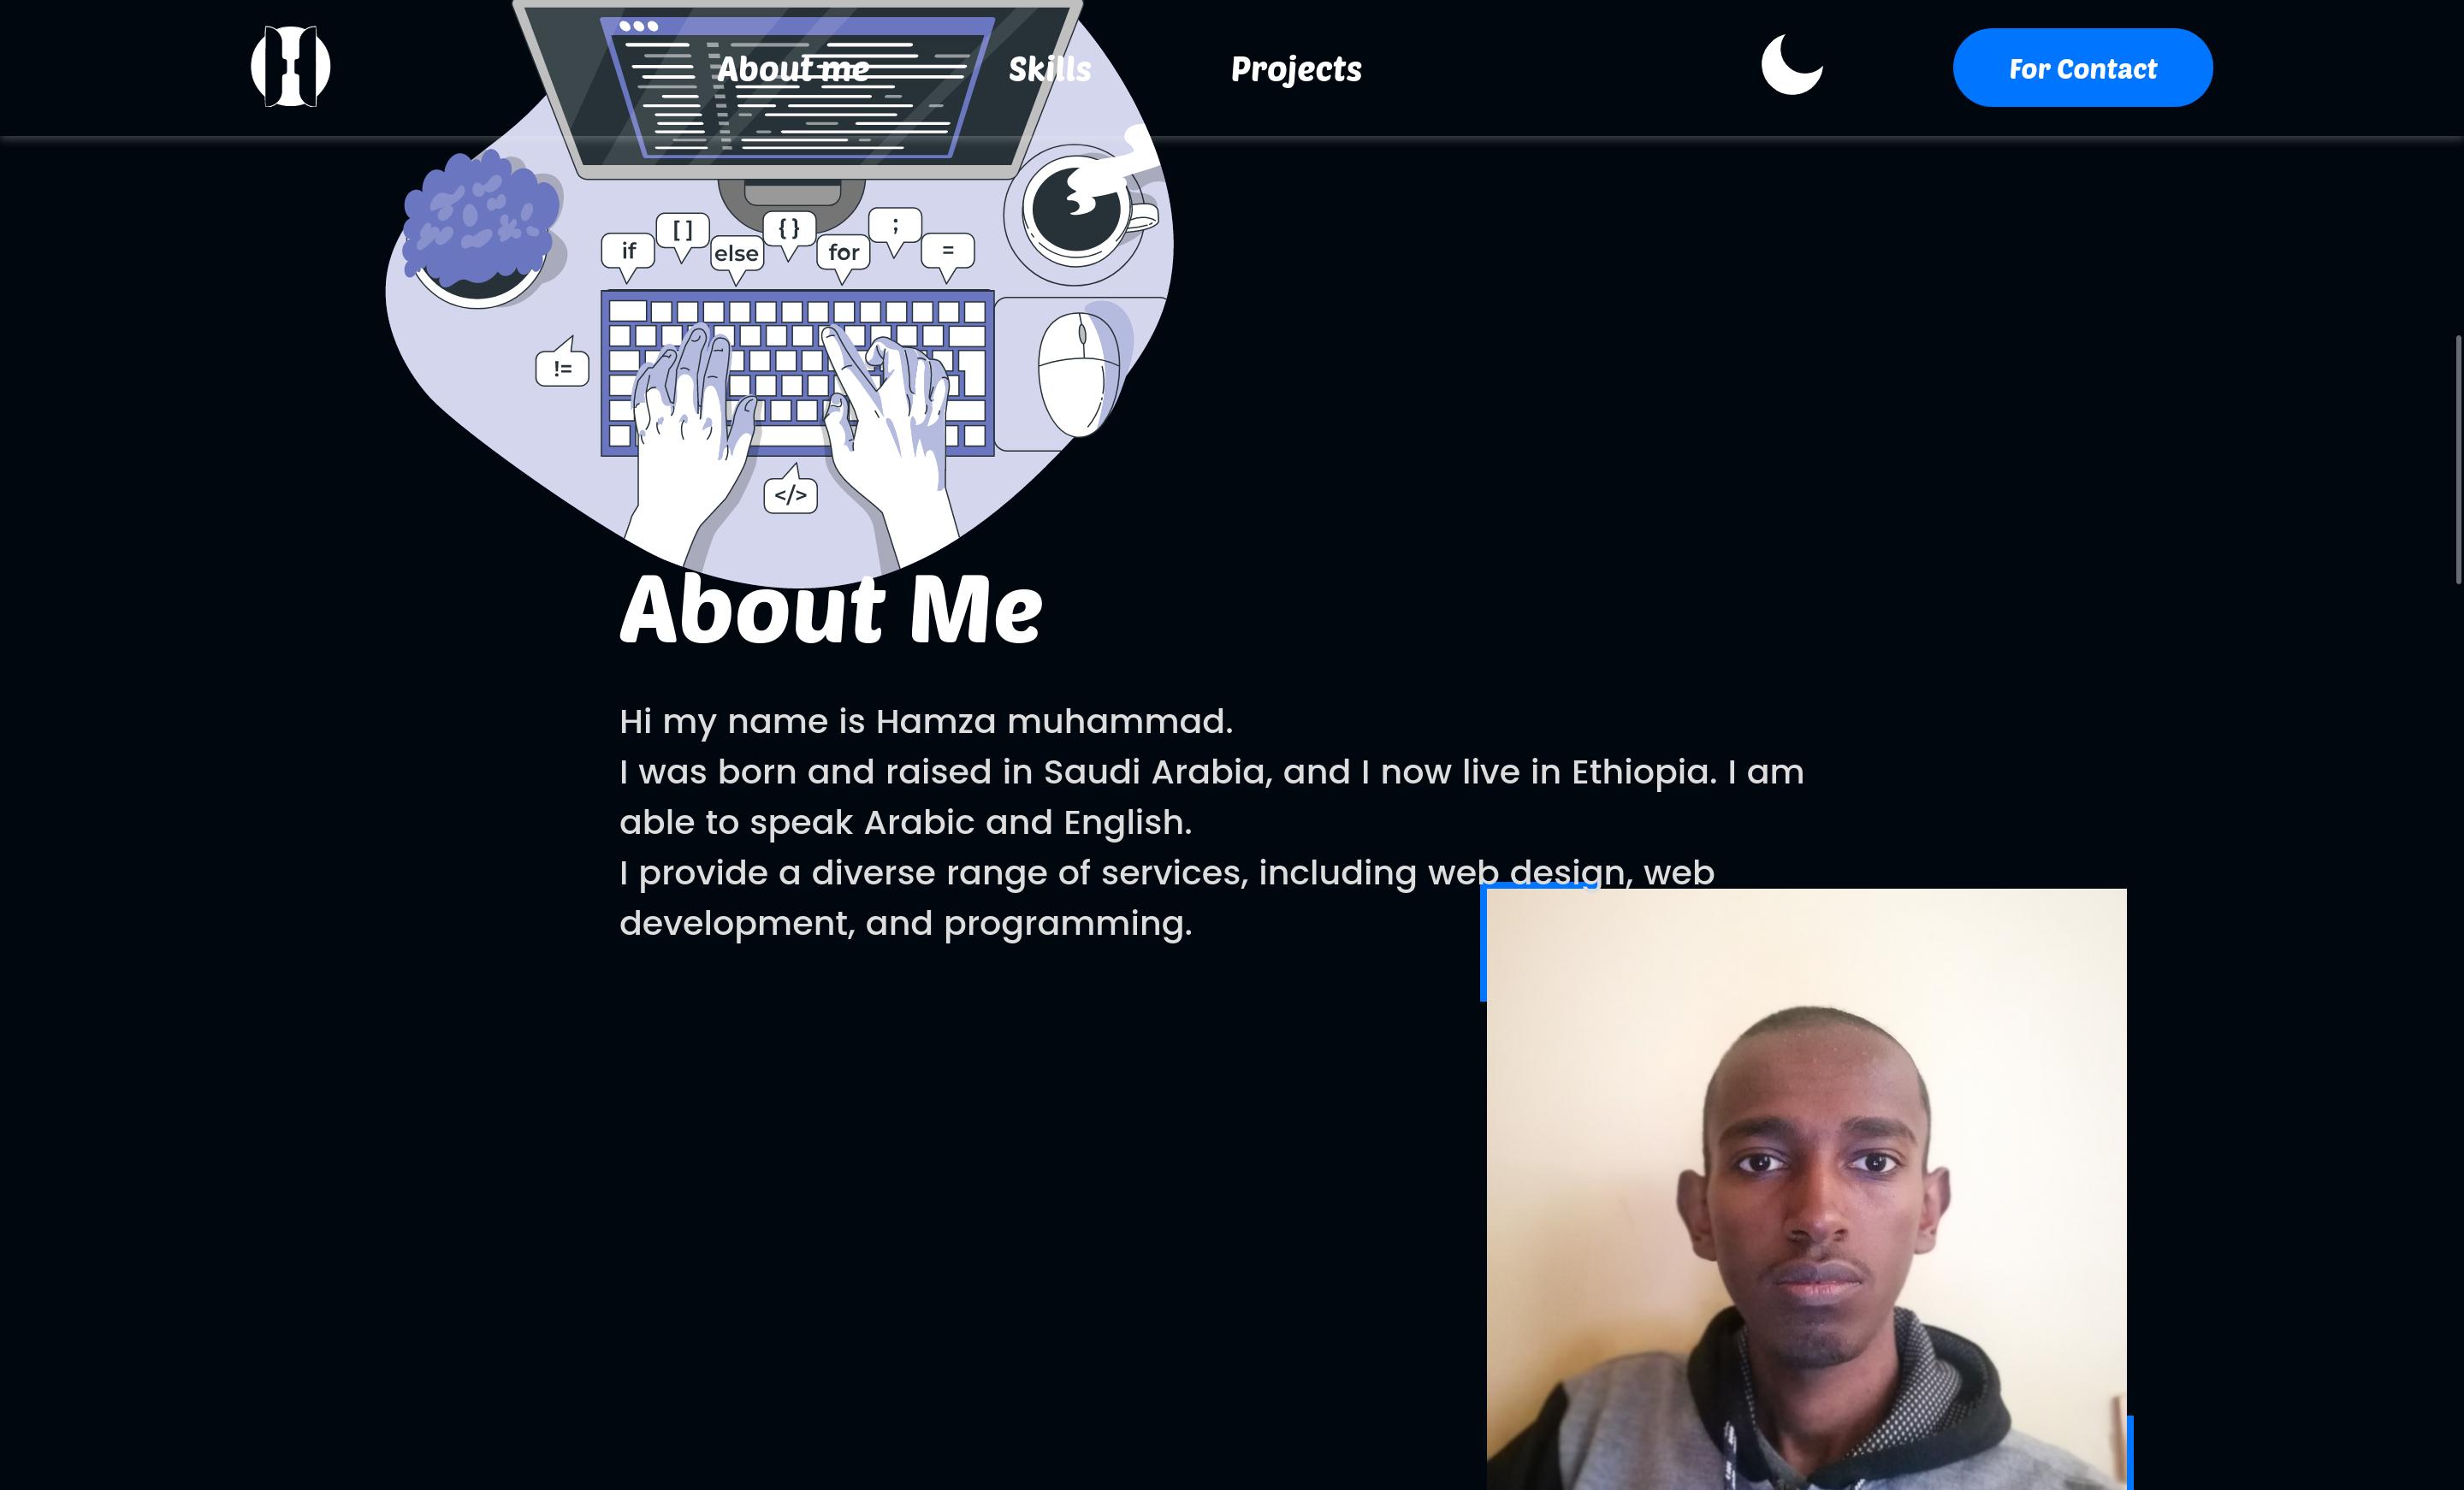 H
About me
Skills
Projects
For Contact
if
[ ]
else
{ }
for
;
=
!=
</>
About Me
Hi my name is Hamza muhammad.
I was born and raised in Saudi Arabia, and I now live in Ethiopia. I am
able to speak Arabic and English.
I provide a diverse range of services, including web design, web
development, and programming.